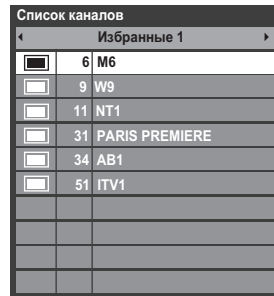 Список каналов
Избранные 1
6 M6
9 W9
11 NT1
31 PARIS PREMIERE
34 AB1
51 ITV1